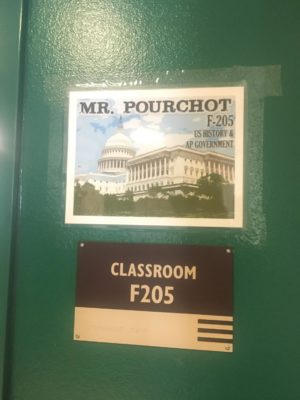 MR. POURCHOT
F-205
US HISTORY &
AP GOVERNMENT
CLASSROOM
F205